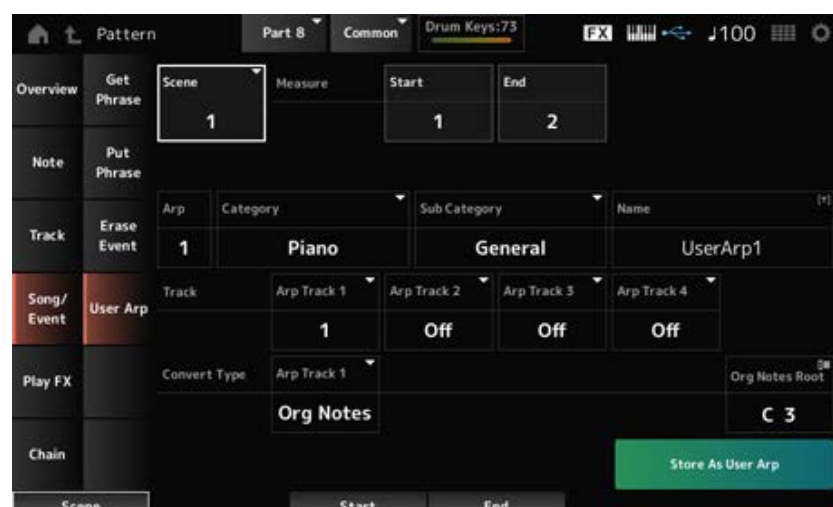 Pattern Part 8 Common Drum Keys:73 FX ♩100
Overview Get Phrase Scene Measure Start End
1 1 2
Note Put Phrase
Arp Category Sub Category Name [T]
Track Erase Event 1 Piano General UserArp1
Song/Event User Arp Track Arp Track 1 Arp Track 2 Arp Track 3 Arp Track 4
1 Off Off Off
Play FX Convert Type Arp Track 1 Org Notes Root
Org Notes C 3
Chain Store As User Arp
Scene Start End